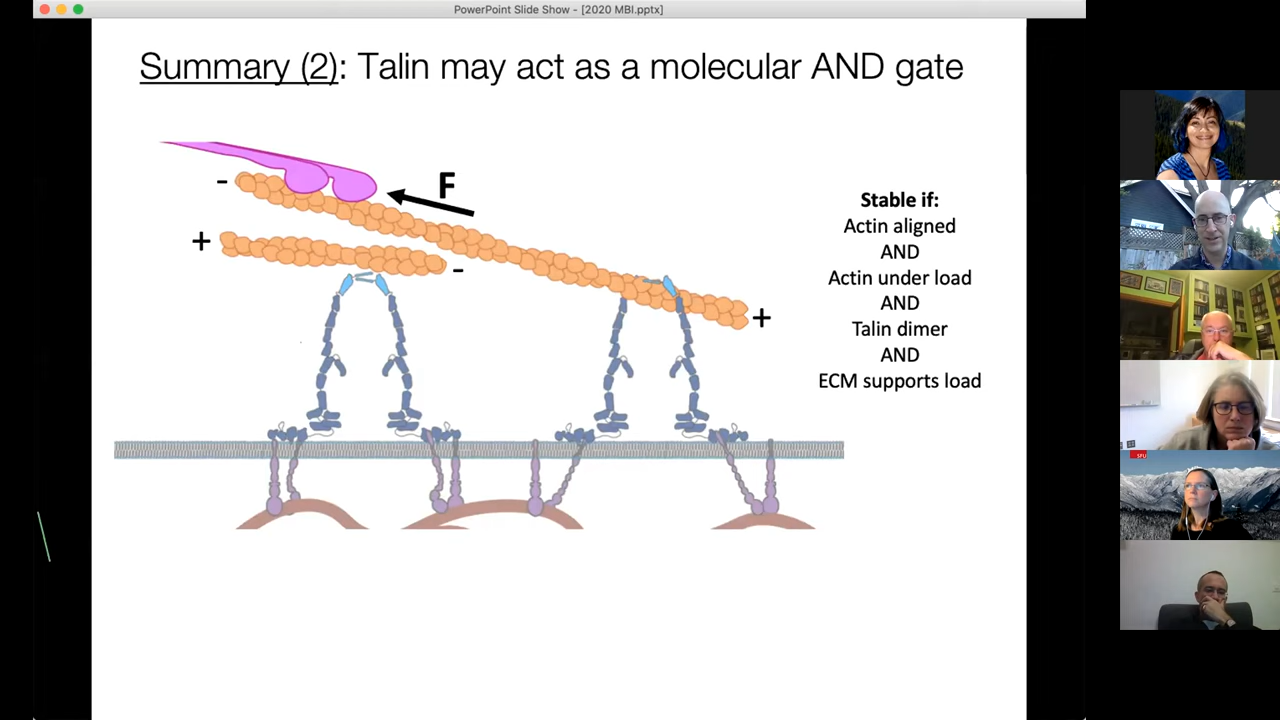 PowerPoint Slide Show - [2020 MBI.pptx]
Summary (2): Talin may act as a molecular AND gate
F
-
+
-
+
Stable if:
Actin aligned
AND
Actin under load
AND
Talin dimer
AND
ECM supports load
SFU